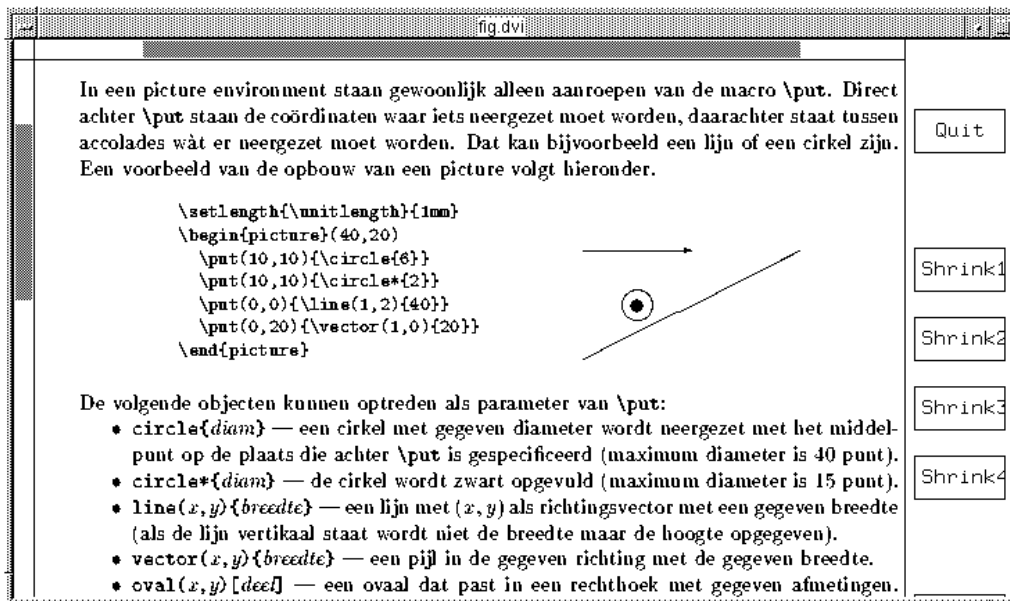 fig.dvi
In een picture environment staan gewoonlijk alleen aanroepen van de macro \put. Direct
achter \put staan de coördinaten waar iets neergezet moet worden, daarachter staat tussen
accolades wàt er neergezet moet worden. Dat kan bijvoorbeeld een lijn of een cirkel zijn.
Een voorbeeld van de opbouw van een picture volgt hieronder.
\setlength{\unitlength}{1mm}
\begin{picture}(40,20)
\put(10,10){\circle{6}}
\put(10,10){\circle*{2}}
\put(0,0){\line(1,2){40}}
\put(0,20){\vector(1,0){20}}
\end{picture}
De volgende objecten kunnen optreden als parameter van \put:
• circle{diam} — een cirkel met gegeven diameter wordt neergezet met het middel-
punt op de plaats die achter \put is gespecificeerd (maximum diameter is 40 punt).
• circle*{diam} — de cirkel wordt zwart opgevuld (maximum diameter is 15 punt).
• line(x,y){breedte} — een lijn met (x,y) als richtingsvector met een gegeven breedte
(als de lijn vertikaal staat wordt niet de breedte maar de hoogte opgegeven).
• vector(x,y){breedte} — een pijl in de gegeven richting met de gegeven breedte.
• oval(x,y)[deel] — een ovaal dat past in een rechthoek met gegeven afmetingen.
Quit
Shrink1
Shrink2
Shrink3
Shrink4